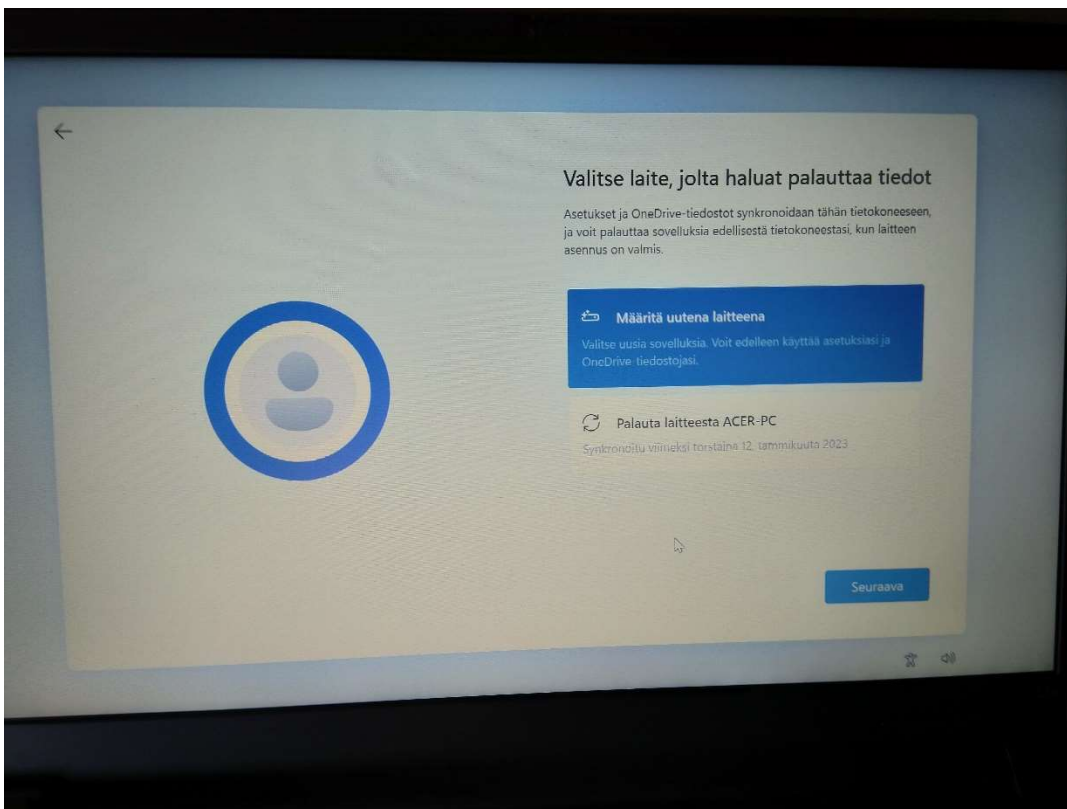 Valitse laite, jolta haluat palauttaa tiedot
Asetukset ja OneDrive-tiedostot synkronoidaan tähän tietokoneeseen,
ja voit palauttaa sovelluksia edellisestä tietokoneestasi, kun laitteen
asennus on valmis.
Määritä uutena laitteena
Valitse uusia sovelluksia. Voit edelleen käyttää asetuksiasi ja
OneDrive-tiedostojasi.
Palauta laitteesta ACER-PC
Synkronoitu viimeksi torstaina 12. tammikuuta 2023
Seuraava